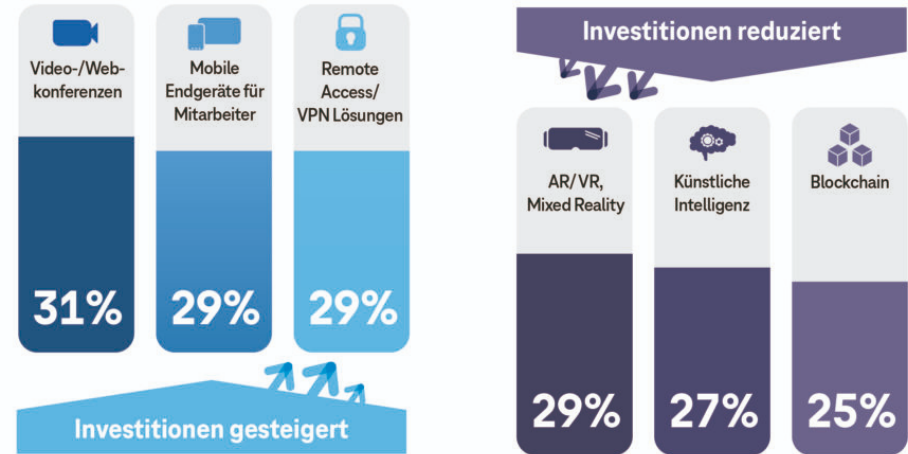 Video-/Web-
konferenzen
31%
Mobile
Endgeräte für
Mitarbeiter
29%
Remote
Access/
VPN Lösungen
29%
Investitionen gesteigert
Investitionen reduziert
AR/VR,
Mixed Reality
29%
Künstliche
Intelligenz
27%
Blockchain
25%